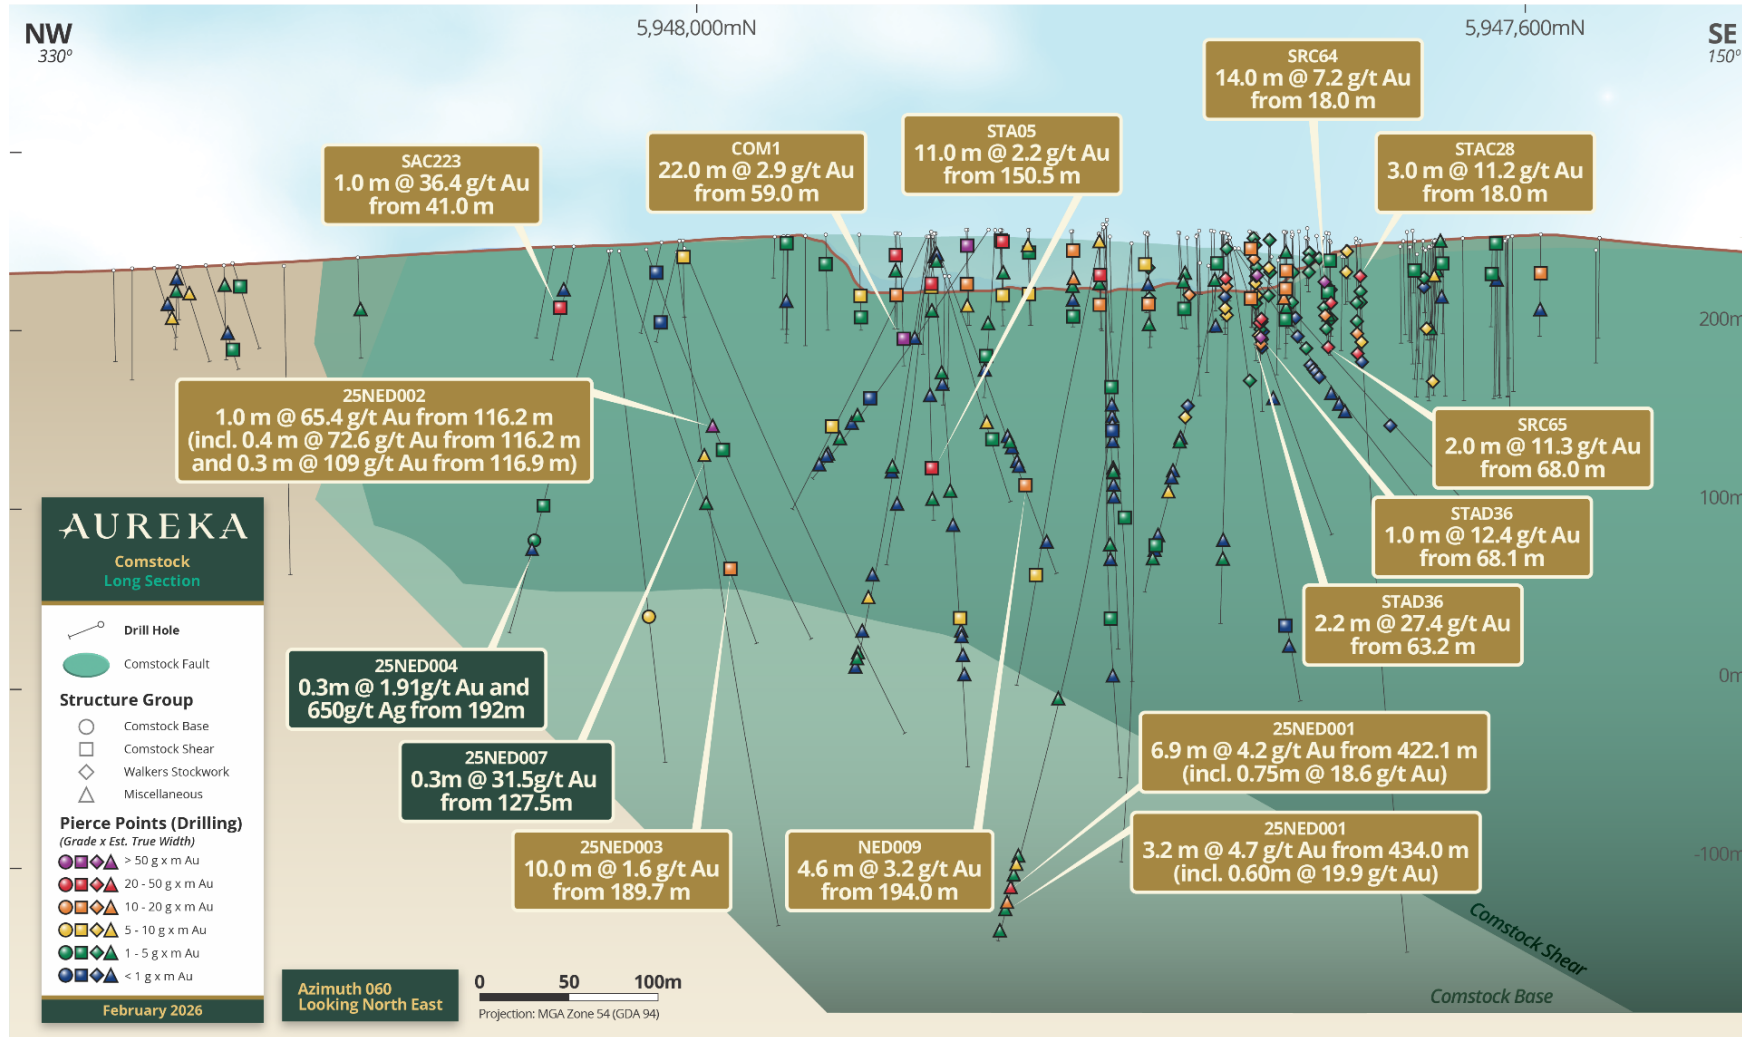 NW
330°
5,948,000mN
5,947,600mN
SE
150°
SRC64
14.0 m @ 7.2 g/t Au
from 18.0 m
SAC223
1.0 m @ 36.4 g/t Au
from 41.0 m
COM1
22.0 m @ 2.9 g/t Au
from 59.0 m
STA05
11.0 m @ 2.2 g/t Au
from 150.5 m
STAC28
3.0 m @ 11.2 g/t Au
from 18.0 m
200m
25NED002
1.0 m @ 65.4 g/t Au from 116.2 m
(incl. 0.4 m @ 72.6 g/t Au from 116.2 m
and 0.3 m @ 109 g/t Au from 116.9 m)
SRC65
2.0 m @ 11.3 g/t Au
from 68.0 m
100m
STAD36
1.0 m @ 12.4 g/t Au
from 68.1 m
STAD36
2.2 m @ 27.4 g/t Au
from 63.2 m
0m
25NED004
0.3m @ 1.91g/t Au and
650g/t Ag from 192m
25NED007
0.3m @ 31.5g/t Au
from 127.5m
25NED001
6.9 m @ 4.2 g/t Au from 422.1 m
(incl. 0.75m @ 18.6 g/t Au)
25NED003
10.0 m @ 1.6 g/t Au
from 189.7 m
NED009
4.6 m @ 3.2 g/t Au
from 194.0 m
25NED001
3.2 m @ 4.7 g/t Au from 434.0 m
(incl. 0.60m @ 19.9 g/t Au)
-100m
Comstock Shear
Comstock Base
AUREKA
Comstock
Long Section
Drill Hole
Comstock Fault
Structure Group
Comstock Base
Comstock Shear
Walkers Stockwork
Miscellaneous
Pierce Points (Drilling)
(Grade x Est. True Width)
> 50 g x m Au
20 - 50 g x m Au
10 - 20 g x m Au
5 - 10 g x m Au
1 - 5 g x m Au
< 1 g x m Au
February 2026
Azimuth 060
Looking North East
0 50 100m
Projection: MGA Zone 54 (GDA 94)